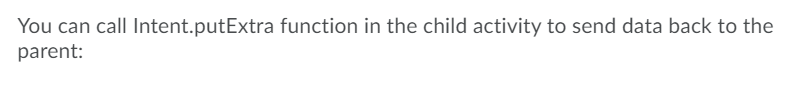 You can call Intent.putExtra function in the child activity to send data back to the
parent: